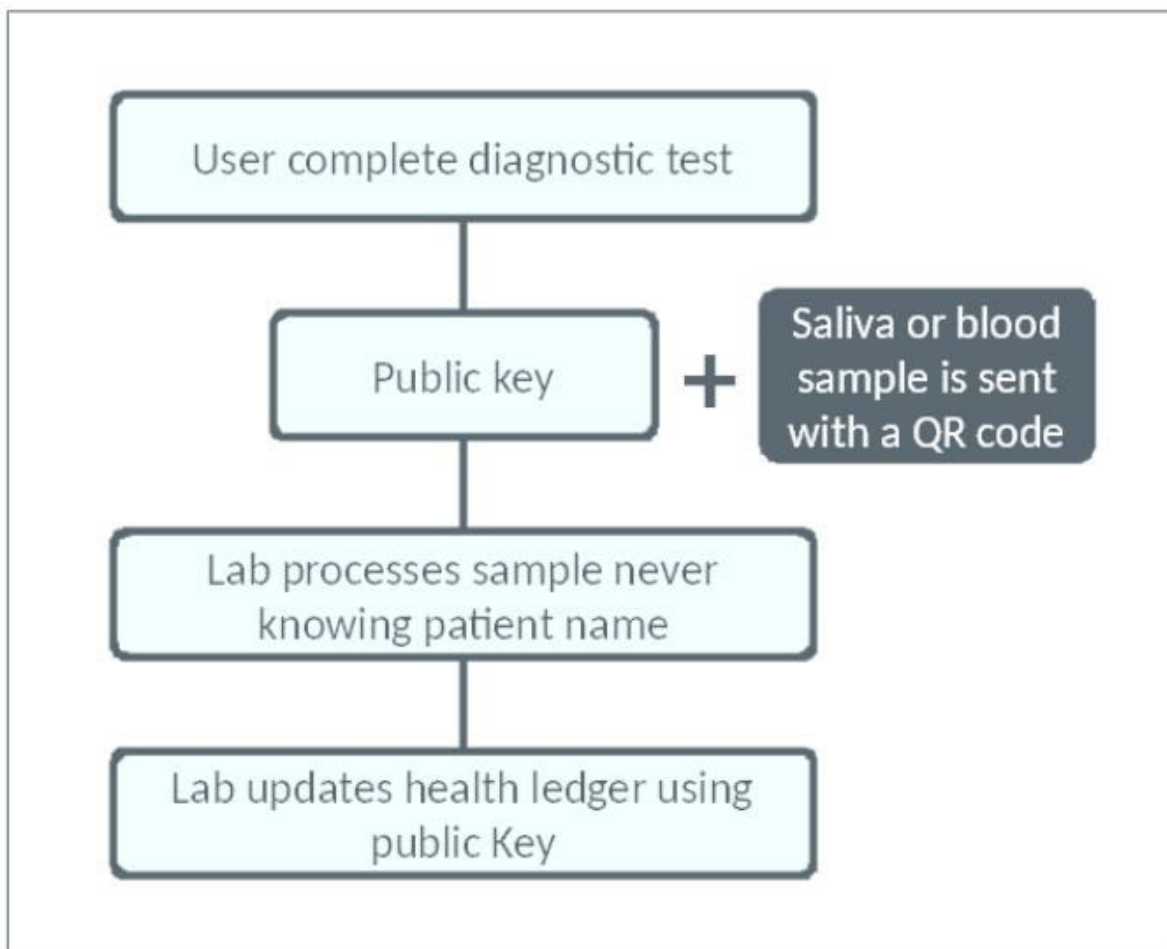 User complete diagnostic test
Public key
+
Saliva or blood
sample is sent
with a QR code
Lab processes sample never
knowing patient name
Lab updates health ledger using
public Key